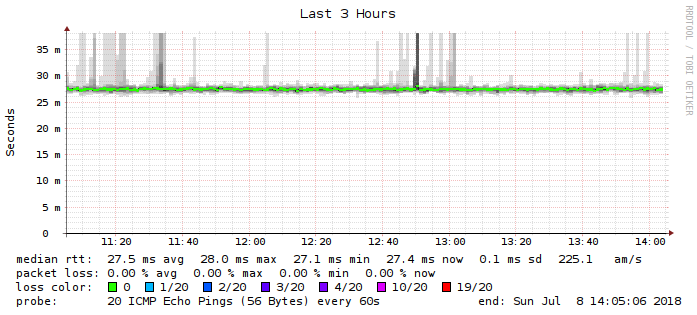 Last 3 Hours
RRDTOOL / TOBI OETIKER
Seconds
35 m
30 m
25 m
20 m
15 m
10 m
5 m
0
11:20 11:40 12:00 12:20 12:40 13:00 13:20 13:40 14:00
median rtt: 27.5 ms avg 28.0 ms max 27.1 ms min 27.4 ms now 0.1 ms sd 225.1 am/s
packet loss: 0.00 % avg 0.00 % max 0.00 % min 0.00 % now
loss color: 0 1/20 2/20 3/20 4/20 10/20 19/20
probe: 20 ICMP Echo Pings (56 Bytes) every 60s end: Sun Jul 8 14:05:06 2018